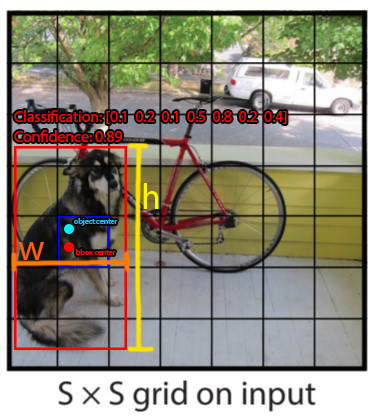 Classification: [0.1 0.2 0.1 0.5 0.8 0.2 0.4]
Confidence: 0.89
h
object center
w
bbox center
S × S grid on input